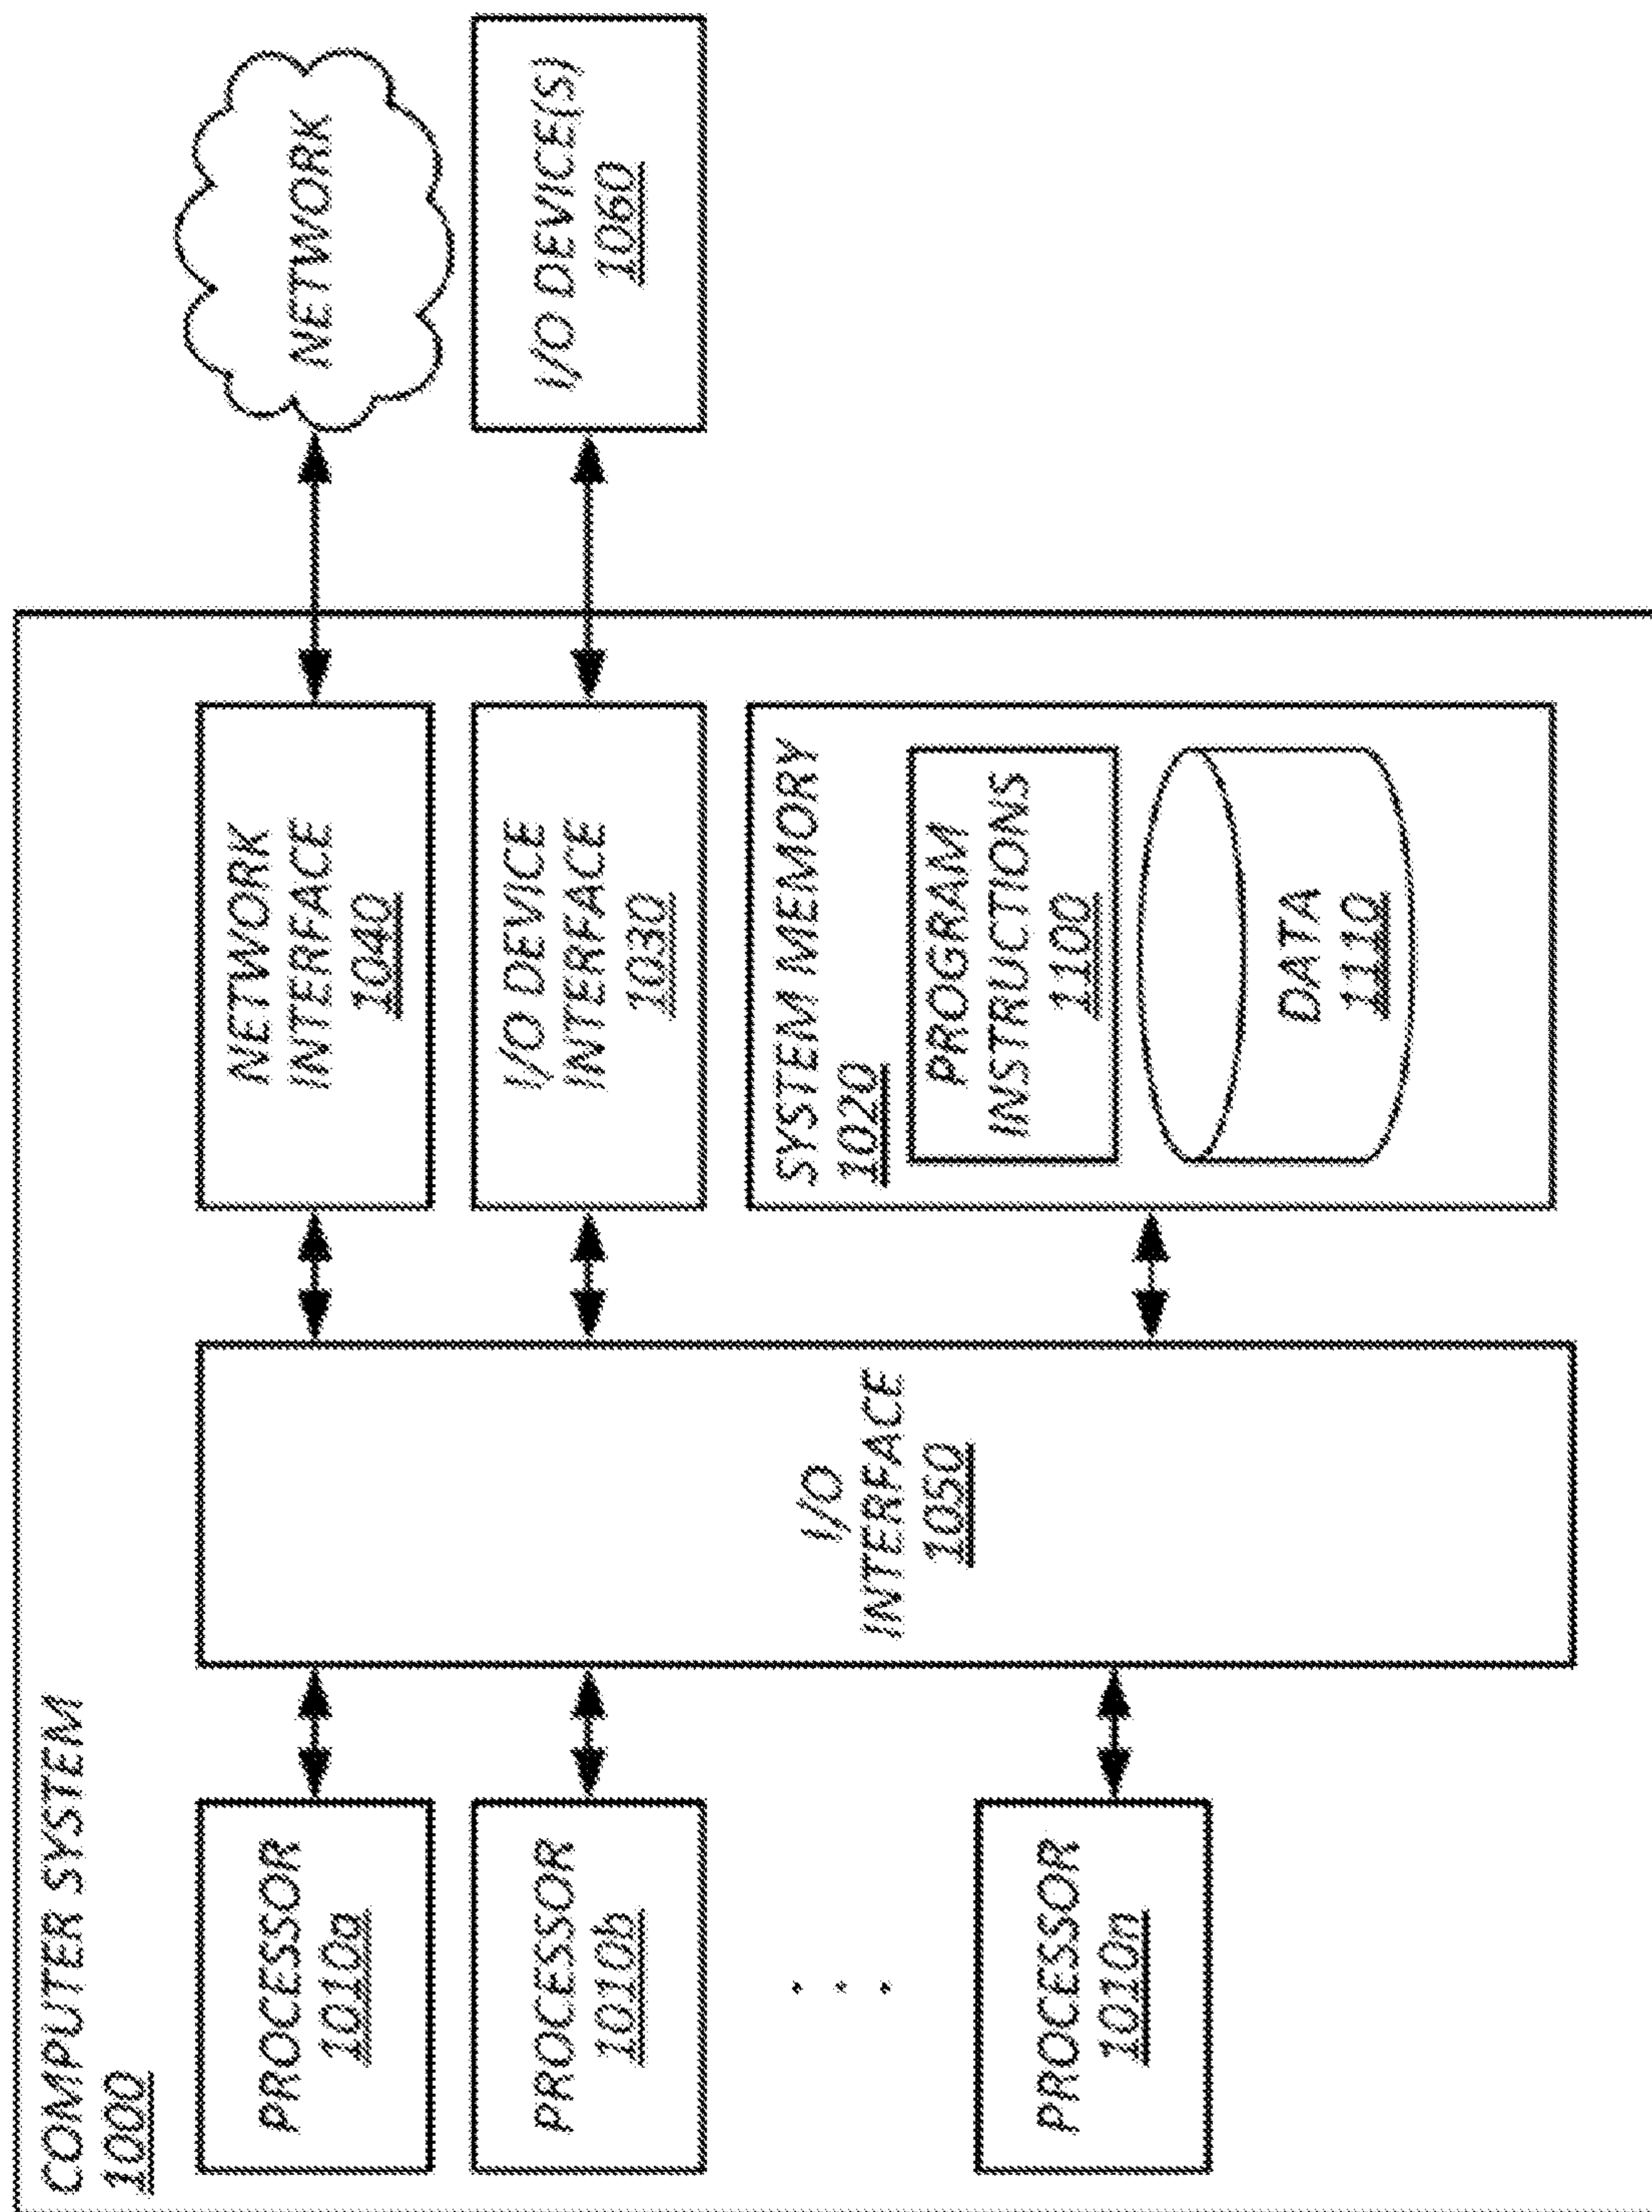 COMPUTER SYSTEM
1000
PROCESSOR
1010a
PROCESSOR
1010b
. . .
PROCESSOR
1010n
I/O
INTERFACE
1050
NETWORK
INTERFACE
1040
I/O DEVICE
INTERFACE
1030
SYSTEM MEMORY
1020
PROGRAM
INSTRUCTIONS
1100
DATA
1110
NETWORK
I/O DEVICE(S)
1060